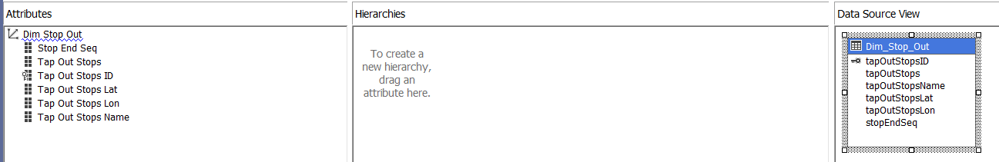 Attributes
Dim Stop Out
Stop End Seq
Tap Out Stops
Tap Out Stops ID
Tap Out Stops Lat
Tap Out Stops Lon
Tap Out Stops Name
Hierarchies
To create a
new hierarchy,
drag an
attribute here.
Data Source View
Dim_Stop_Out
tapOutStopsID
tapOutStops
tapOutStopsName
tapOutStopsLat
tapOutStopsLon
stopEndSeq